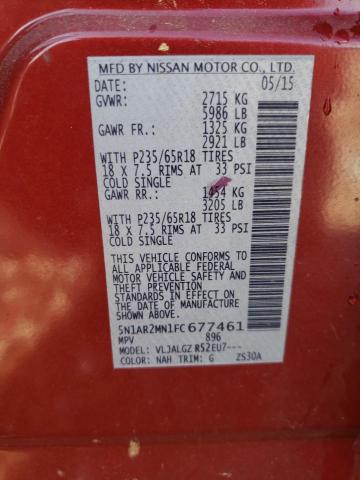 MFD BY NISSAN MOTOR CO., LTD.
DATE: 05/15
GVWR: 2715 KG
5986 LB
GAWR FR: 1325 KG
2921 LB
WITH P235/65R18 TIRES
18 X 7.5 RIMS AT 33 PSI
COLD SINGLE
GAWR RR: 1454 KG
3205 LB
WITH P235/65R18 TIRES
18 X 7.5 RIMS AT 33 PSI
COLD SINGLE
THIS VEHICLE CONFORMS TO
ALL APPLICABLE FEDERAL
MOTOR VEHICLE SAFETY
STANDARDS AND BUMPER
AND THEFT PREVENTION
STANDARDS IN EFFECT ON
THE DATE OF MANUFACTURE
SHOWN ABOVE
5N1AR2MN1FC677461
MPV 896
MODEL: VLJALGZ R52EU7---
COLOR: NAH TRIM: G ZS30A